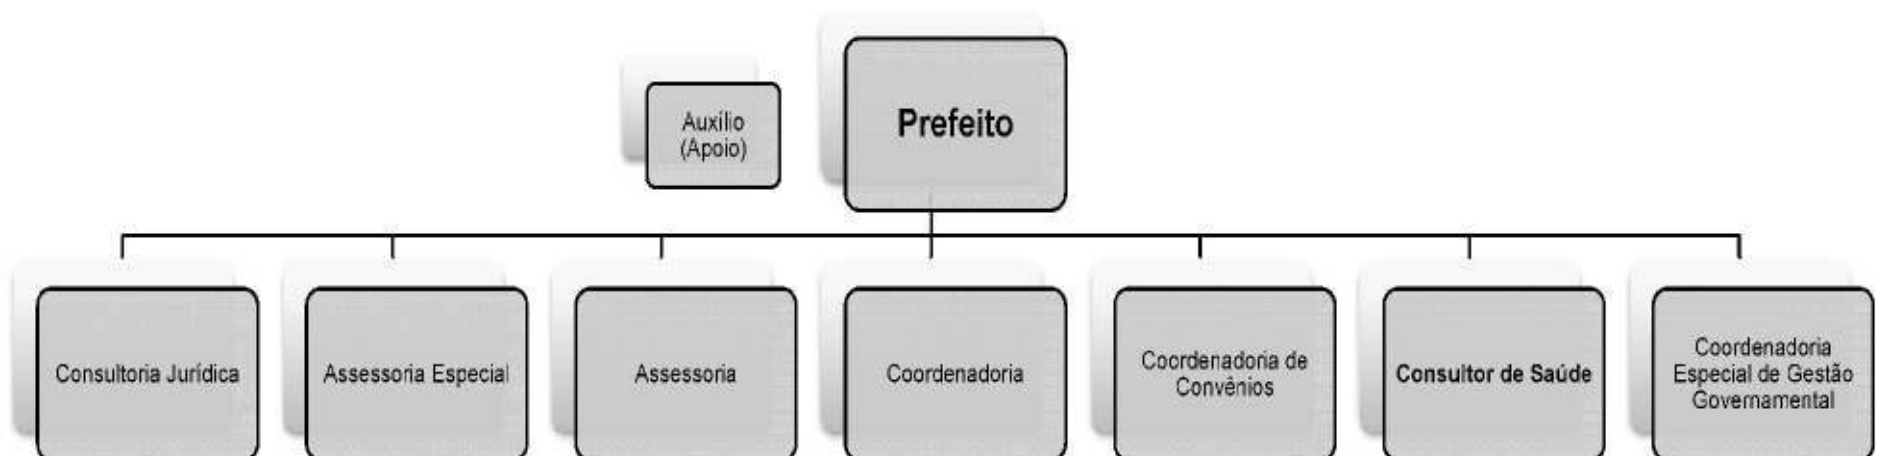 Auxílio
(Apoio)
Prefeito
Consultoria Jurídica
Assessoria Especial
Assessoria
Coordenadoria
Coordenadoria de
Convênios
Consultor de Saúde
Coordenadoria
Especial de Gestão
Governamental